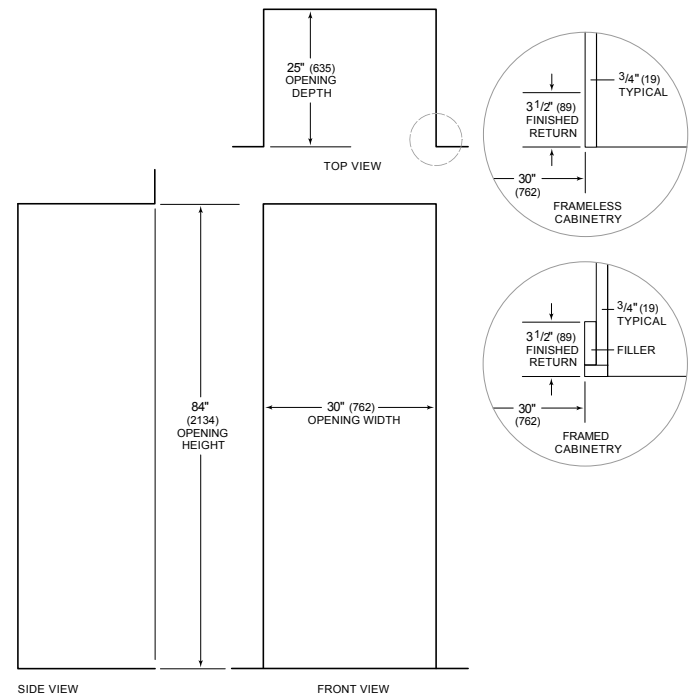 25" (635)
OPENING
DEPTH
TOP VIEW
3/4" (19)
TYPICAL
3 1/2" (89)
FINISHED
RETURN
30"
(762)
FRAMELESS
CABINETRY
3/4" (19)
TYPICAL
3 1/2" (89)
FINISHED
RETURN
FILLER
30"
(762)
FRAMED
CABINETRY
84"
(2134)
OPENING
HEIGHT
30" (762)
OPENING WIDTH
SIDE VIEW
FRONT VIEW